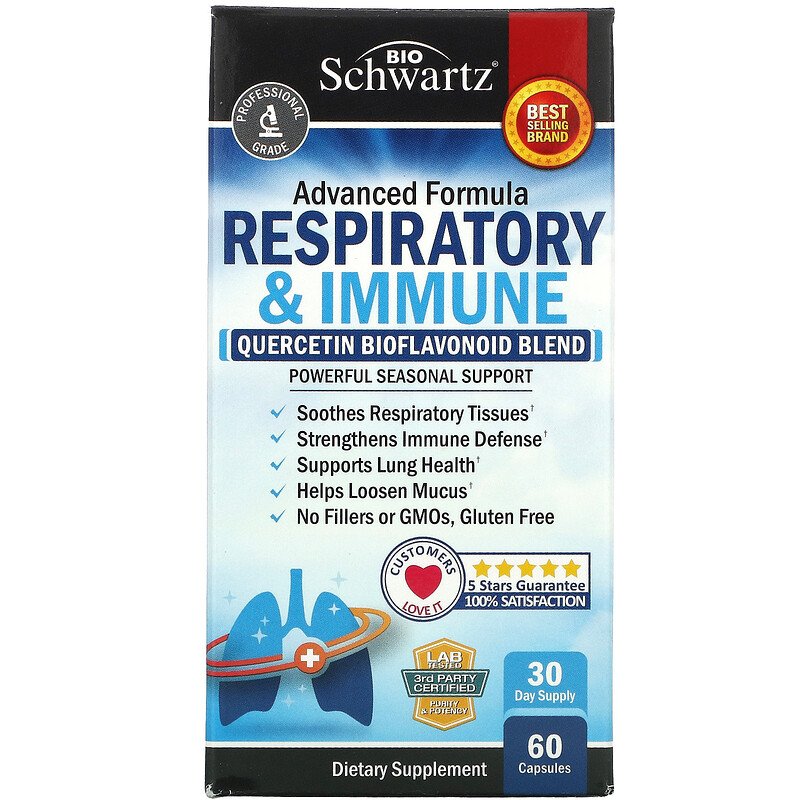 BIO
Schwartz®
PROFESSIONAL
GRADE
BEST
SELLING
BRAND
Advanced Formula
RESPIRATORY
& IMMUNE
QUERCETIN BIOFLAVONOID BLEND
POWERFUL SEASONAL SUPPORT
Soothes Respiratory Tissues†
Strengthens Immune Defense†
Supports Lung Health†
Helps Loosen Mucus†
No Fillers or GMOs, Gluten Free
CUSTOMERS
LOVE IT
5 Stars Guarantee
100% SATISFACTION
LAB
TESTED
3rd PARTY
CERTIFIED
PURITY
& POTENCY
30
Day Supply
60
Capsules
Dietary Supplement